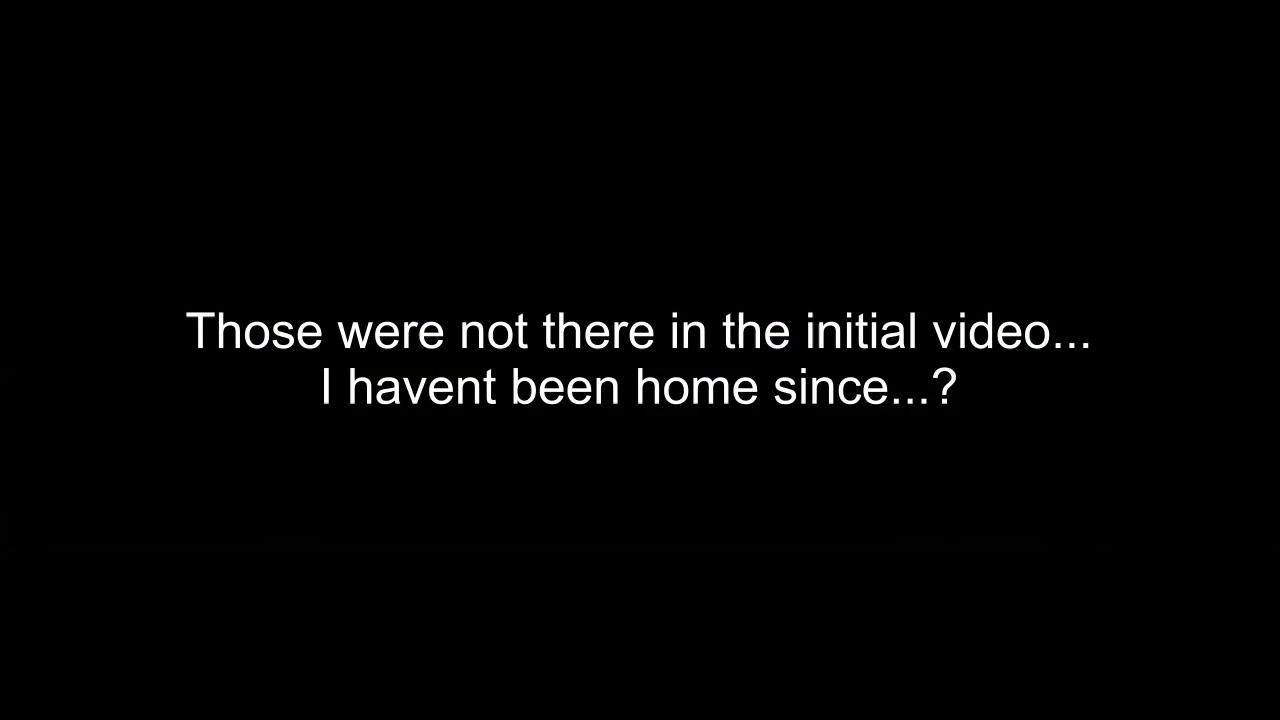 Those were not there in the initial video...
I havent been home since...?